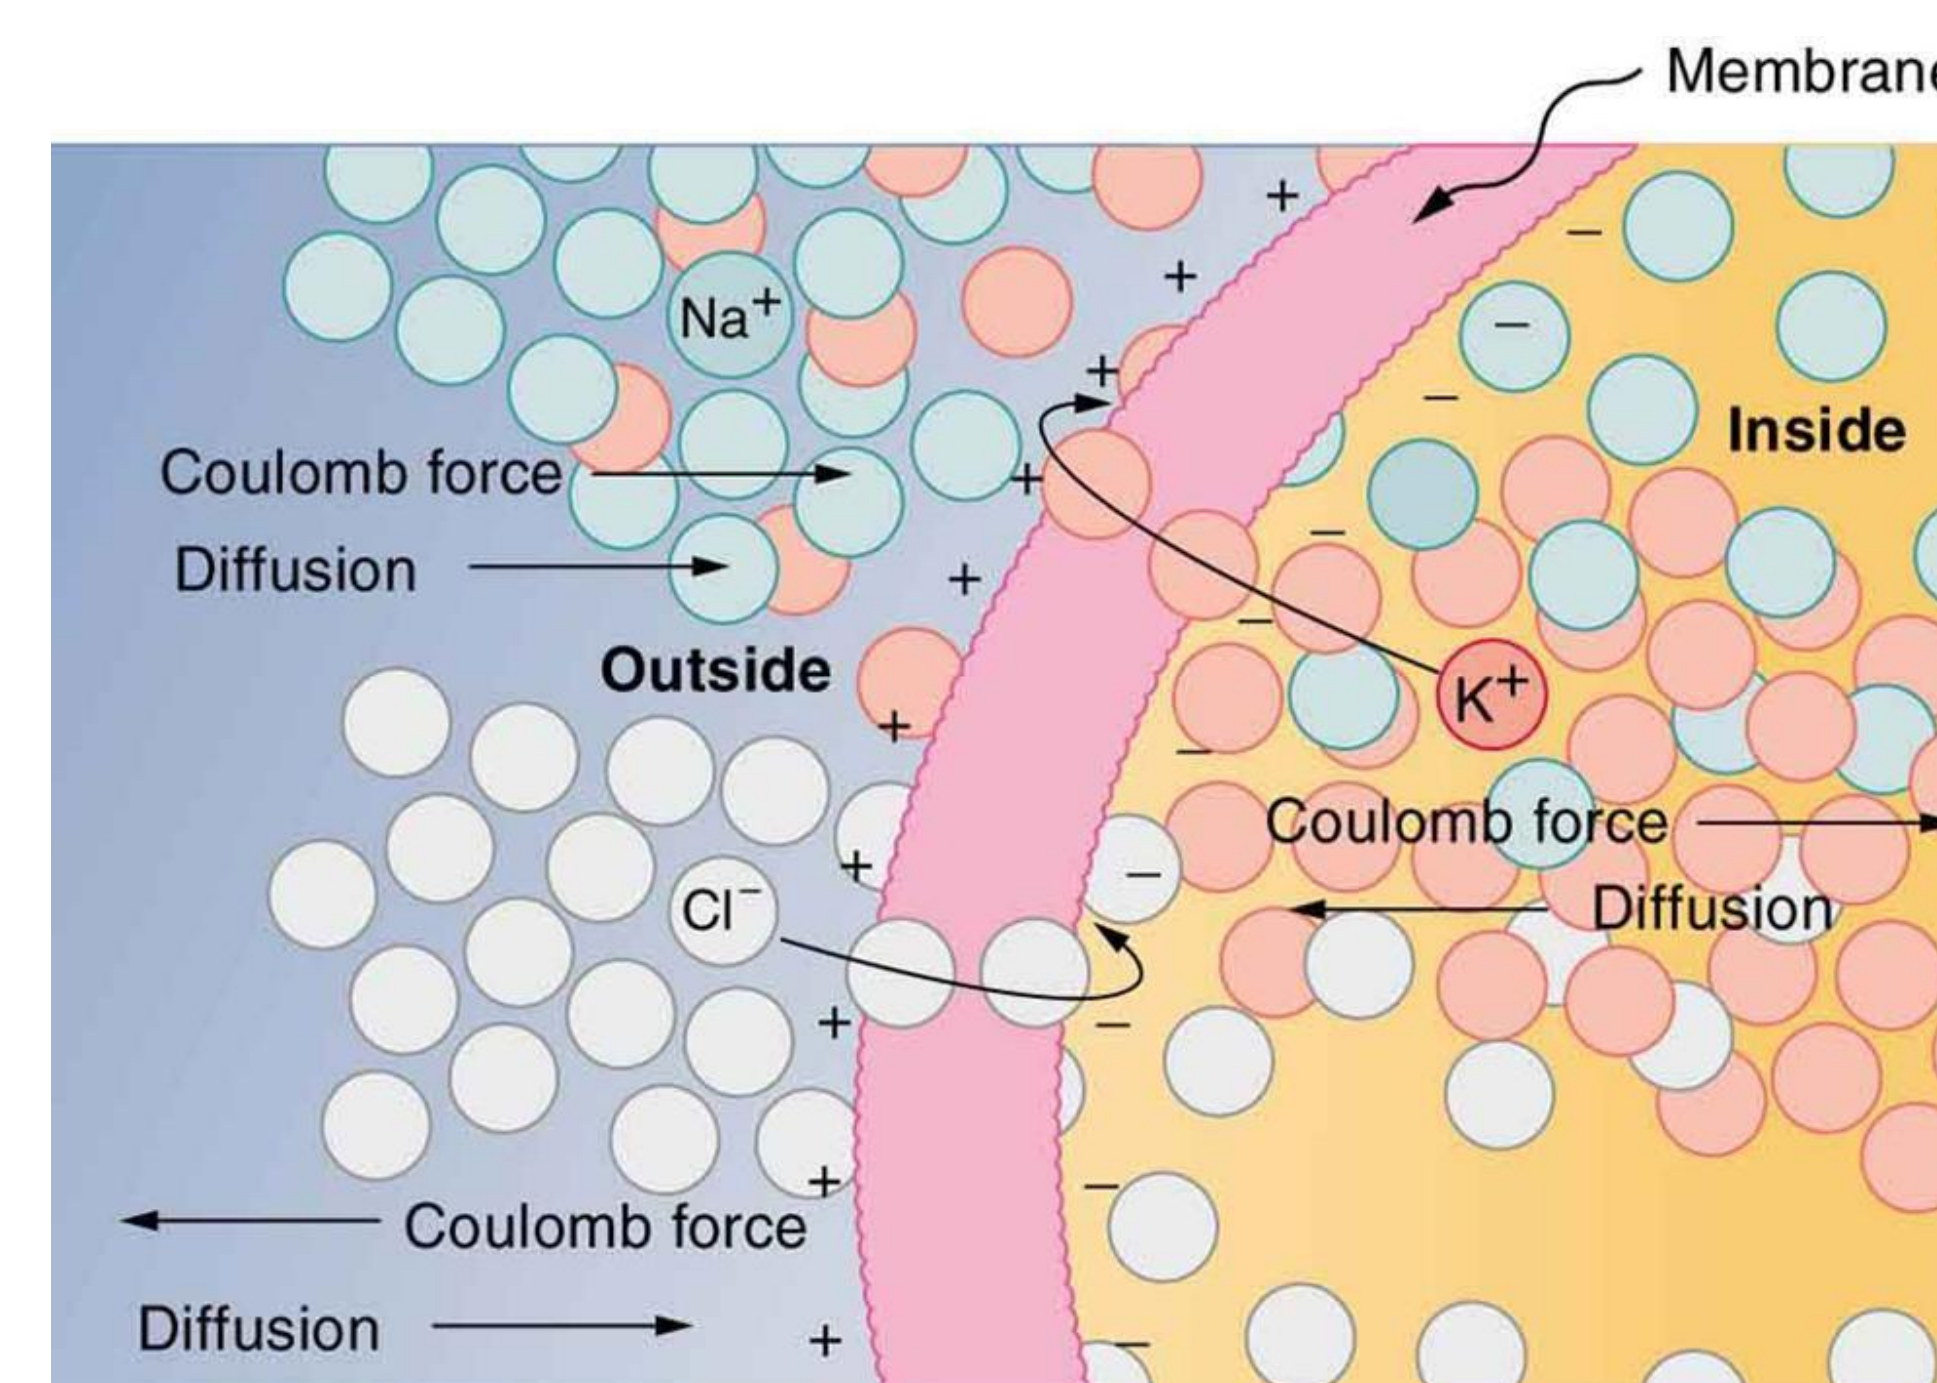 Membrane
Na+
Inside
Coulomb force
Diffusion
Outside
K+
Coulomb force
Cl−
Diffusion
Coulomb force
Diffusion